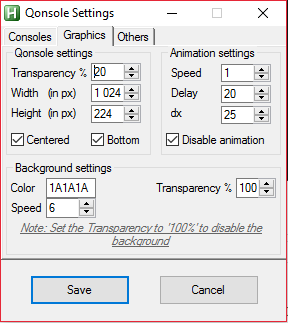 Qonsole Settings
Consoles Graphics Others
Qonsole settings
Transparency % 20
Width (in px) 1 024
Height (in px) 224
Centered Bottom
Animation settings
Speed 1
Delay 20
dx 25
Disable animation
Background settings
Color 1A1A1A Transparency % 100
Speed 6
Note: Set the Transparency to '100%' to disable the
background
Save Cancel